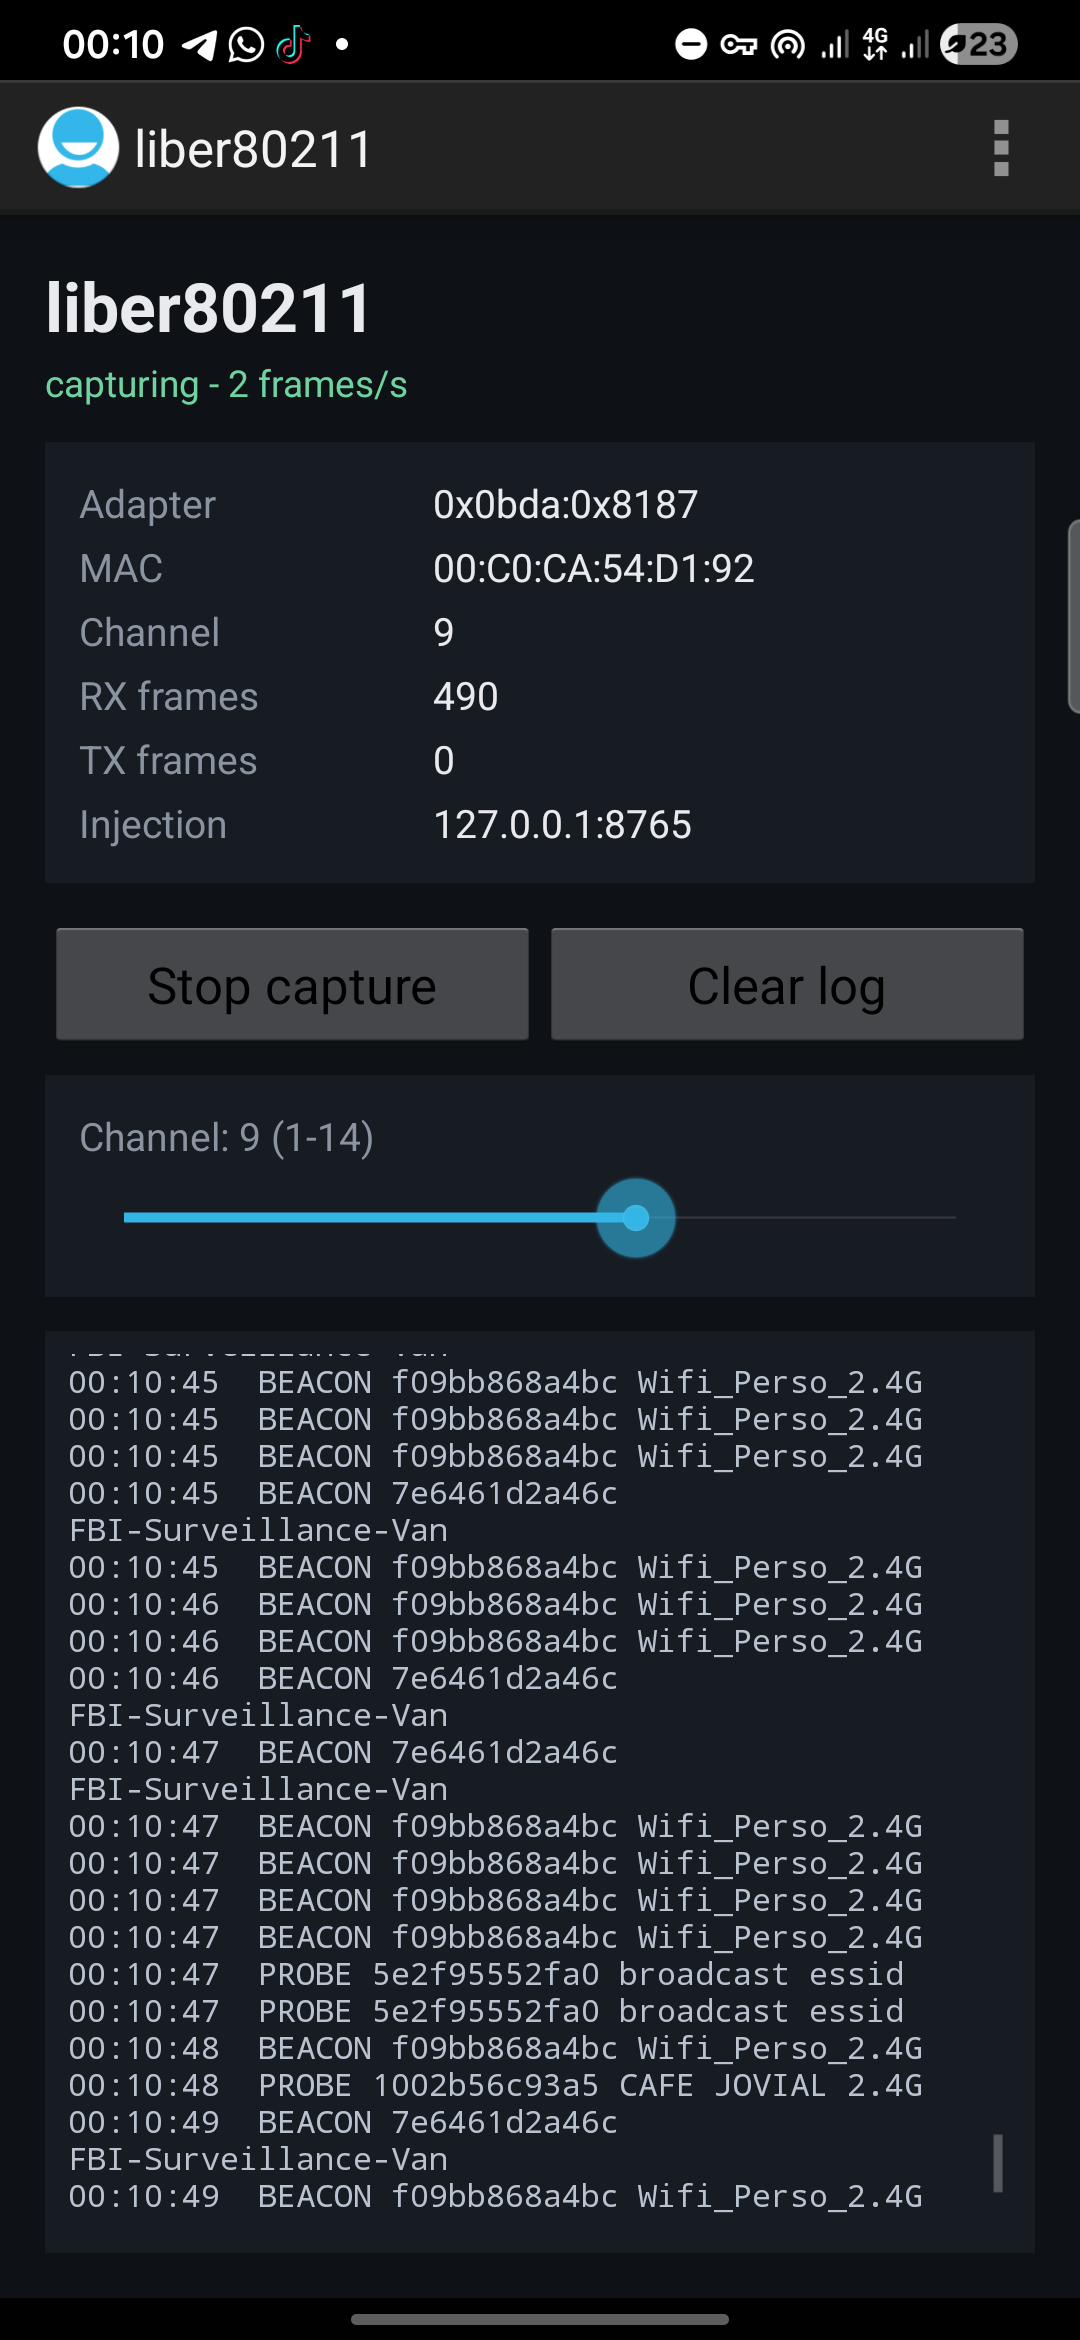 00:10
4G
23
liber80211
liber80211
capturing - 2 frames/s
Adapter 0x0bda:0x8187
MAC 00:C0:CA:54:D1:92
Channel 9
RX frames 490
TX frames 0
Injection 127.0.0.1:8765
Stop capture Clear log
Channel: 9 (1-14)
FBI-Surveillance-Van
00:10:45 BEACON f09bb868a4bc Wifi_Perso_2.4G
00:10:45 BEACON f09bb868a4bc Wifi_Perso_2.4G
00:10:45 BEACON f09bb868a4bc Wifi_Perso_2.4G
00:10:45 BEACON 7e6461d2a46c
FBI-Surveillance-Van
00:10:45 BEACON f09bb868a4bc Wifi_Perso_2.4G
00:10:46 BEACON f09bb868a4bc Wifi_Perso_2.4G
00:10:46 BEACON f09bb868a4bc Wifi_Perso_2.4G
00:10:46 BEACON 7e6461d2a46c
FBI-Surveillance-Van
00:10:47 BEACON 7e6461d2a46c
FBI-Surveillance-Van
00:10:47 BEACON f09bb868a4bc Wifi_Perso_2.4G
00:10:47 BEACON f09bb868a4bc Wifi_Perso_2.4G
00:10:47 BEACON f09bb868a4bc Wifi_Perso_2.4G
00:10:47 BEACON f09bb868a4bc Wifi_Perso_2.4G
00:10:47 PROBE 5e2f95552fa0 broadcast essid
00:10:47 PROBE 5e2f95552fa0 broadcast essid
00:10:48 BEACON f09bb868a4bc Wifi_Perso_2.4G
00:10:48 PROBE 1002b56c93a5 CAFE JOVIAL 2.4G
00:10:49 BEACON 7e6461d2a46c
FBI-Surveillance-Van
00:10:49 BEACON f09bb868a4bc Wifi_Perso_2.4G